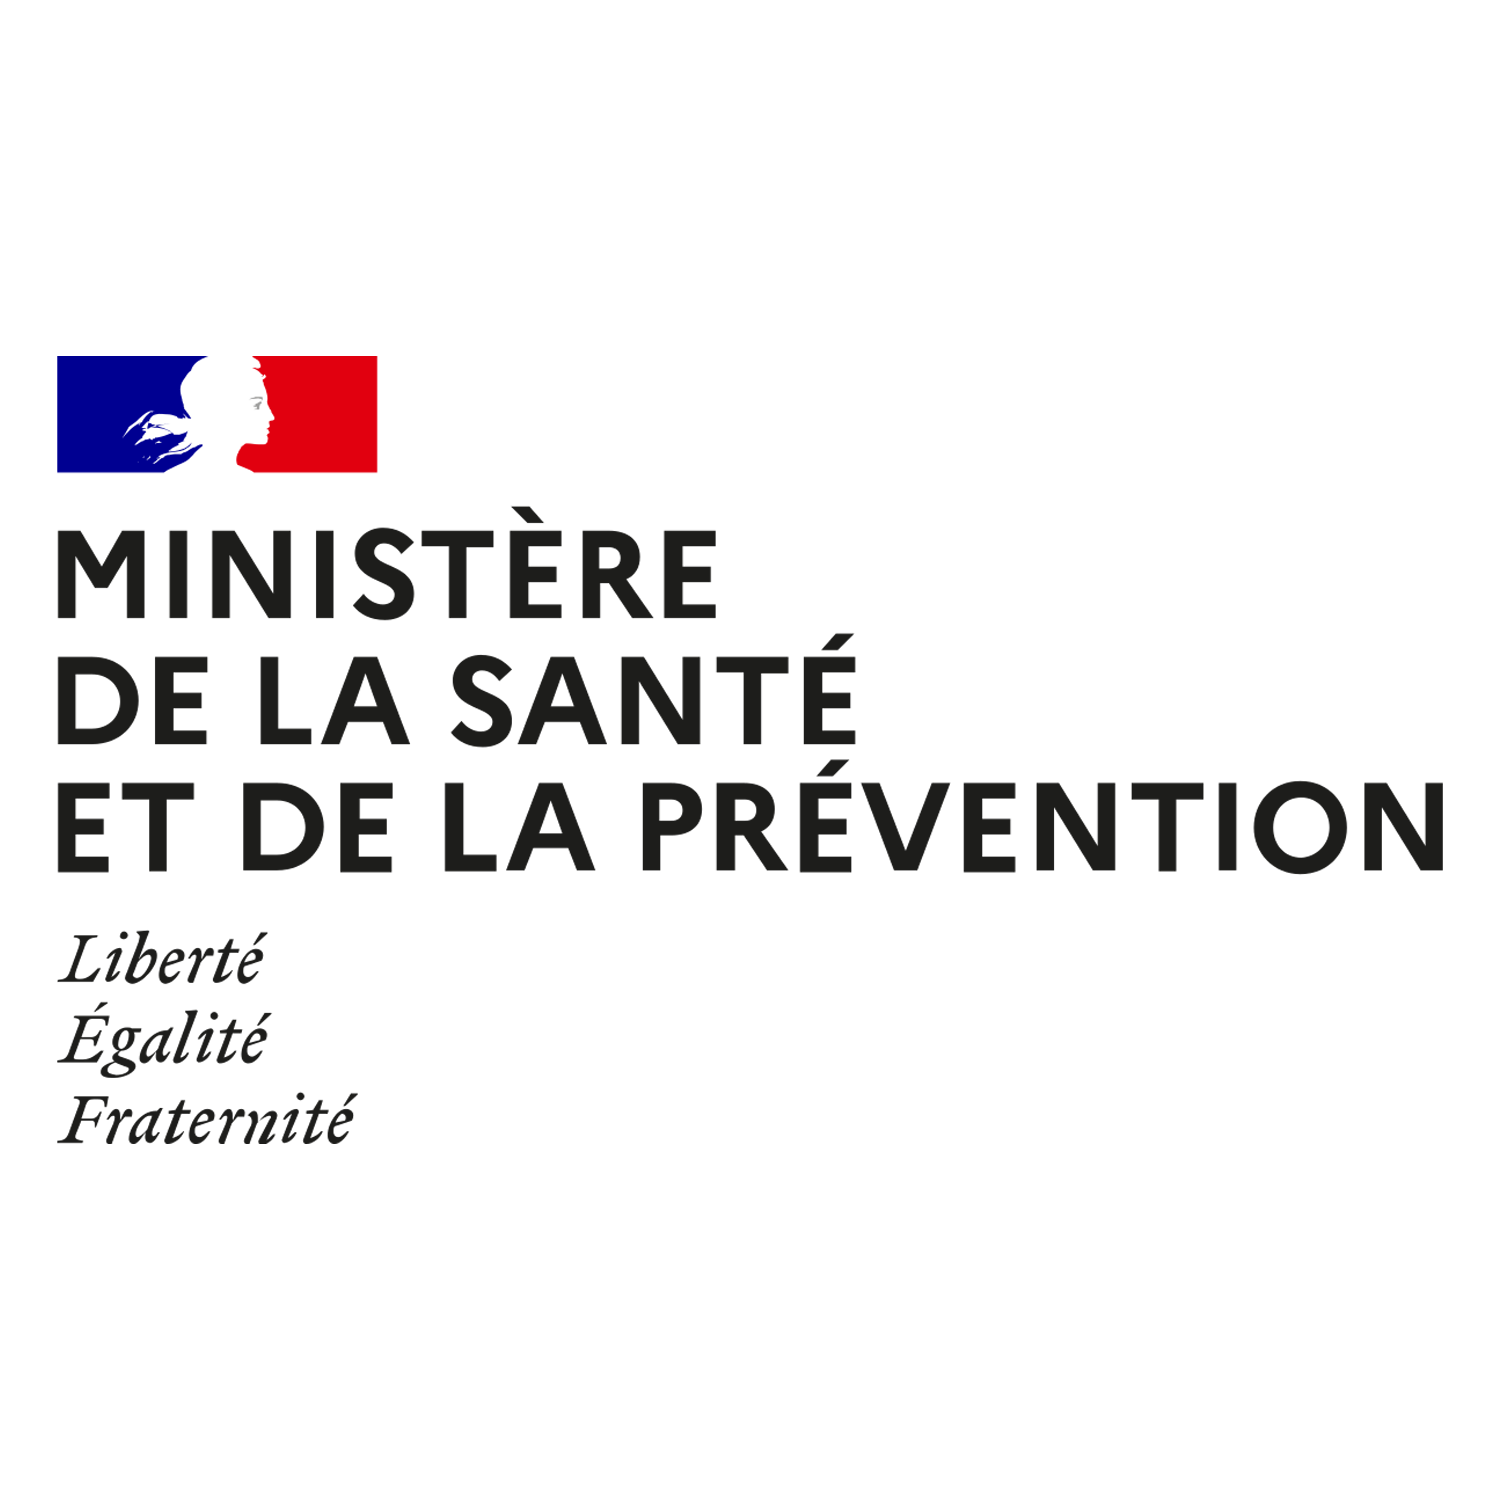 MINISTÈRE
DE LA SANTÉ
ET DE LA PRÉVENTION
Liberté
Égalité
Fraternité